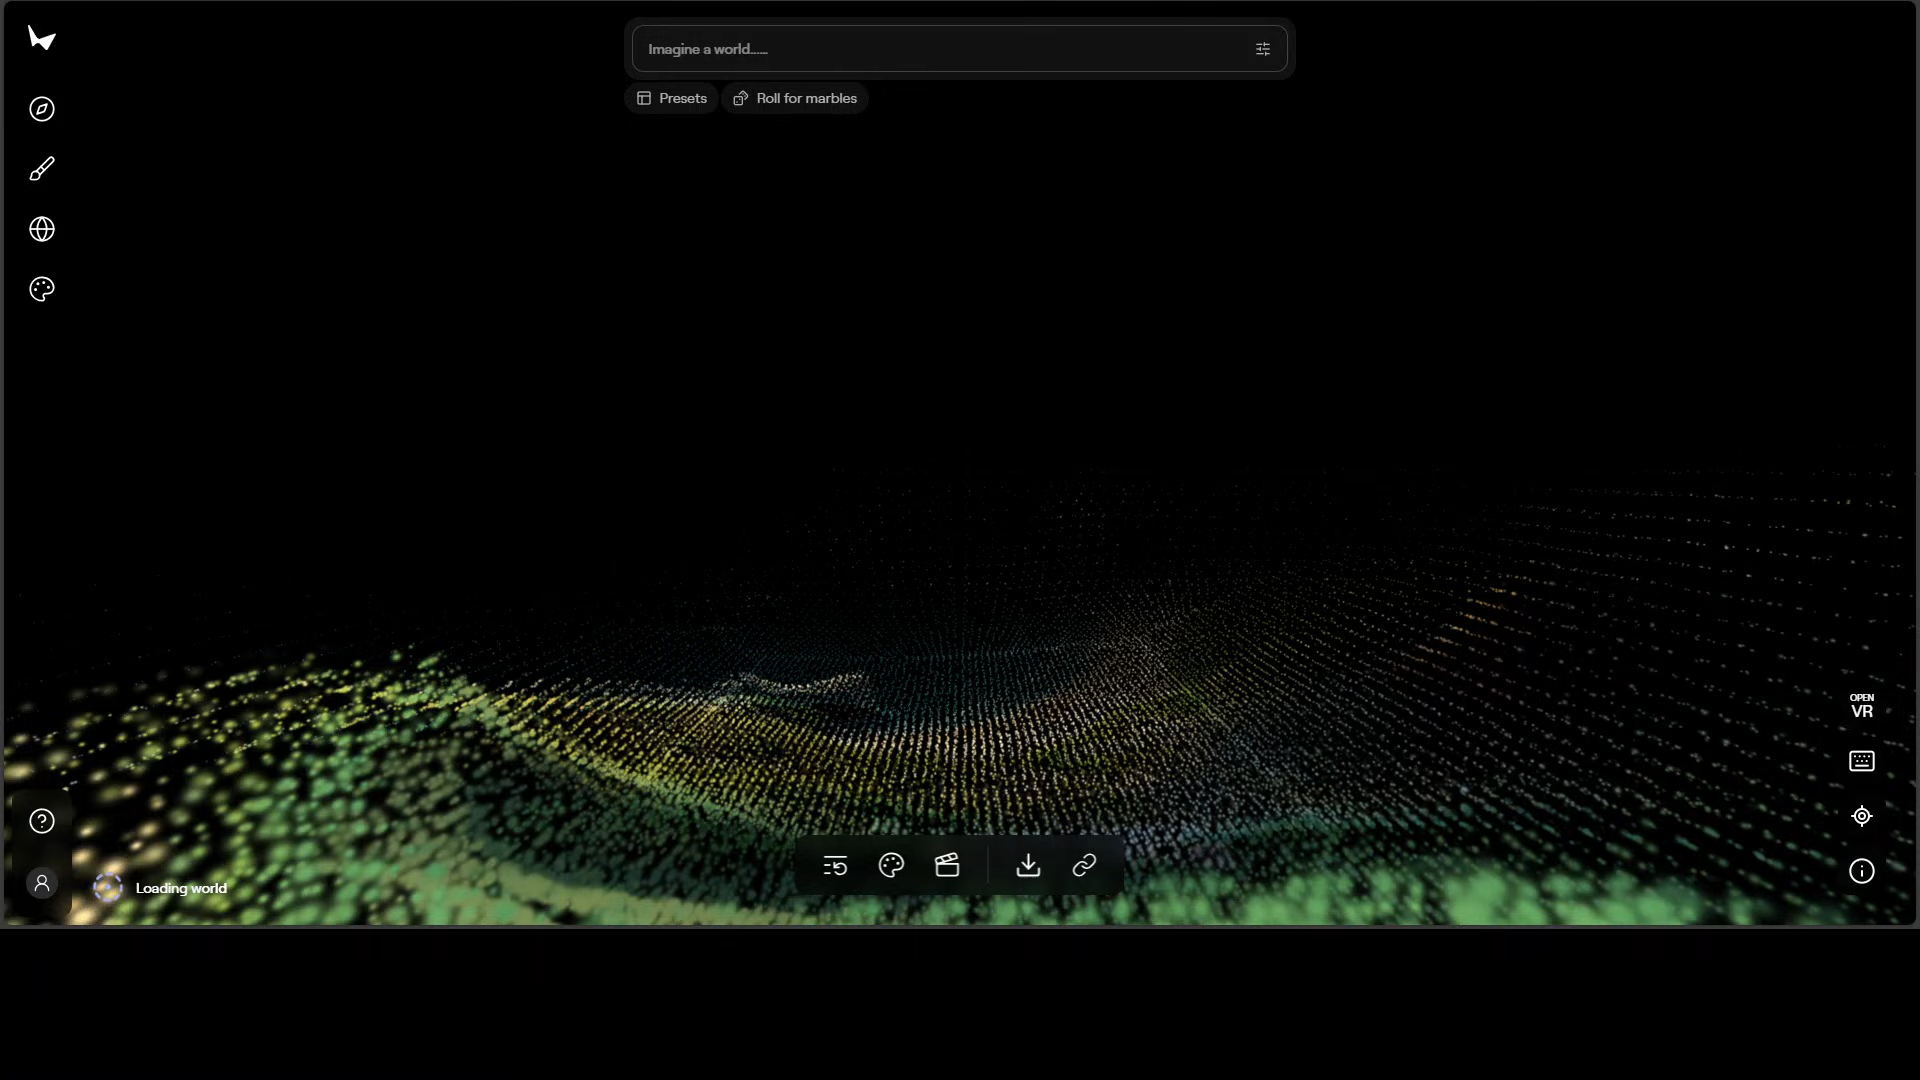 Imagine a world......
Presets
Roll for marbles
OPEN
VR
Loading world